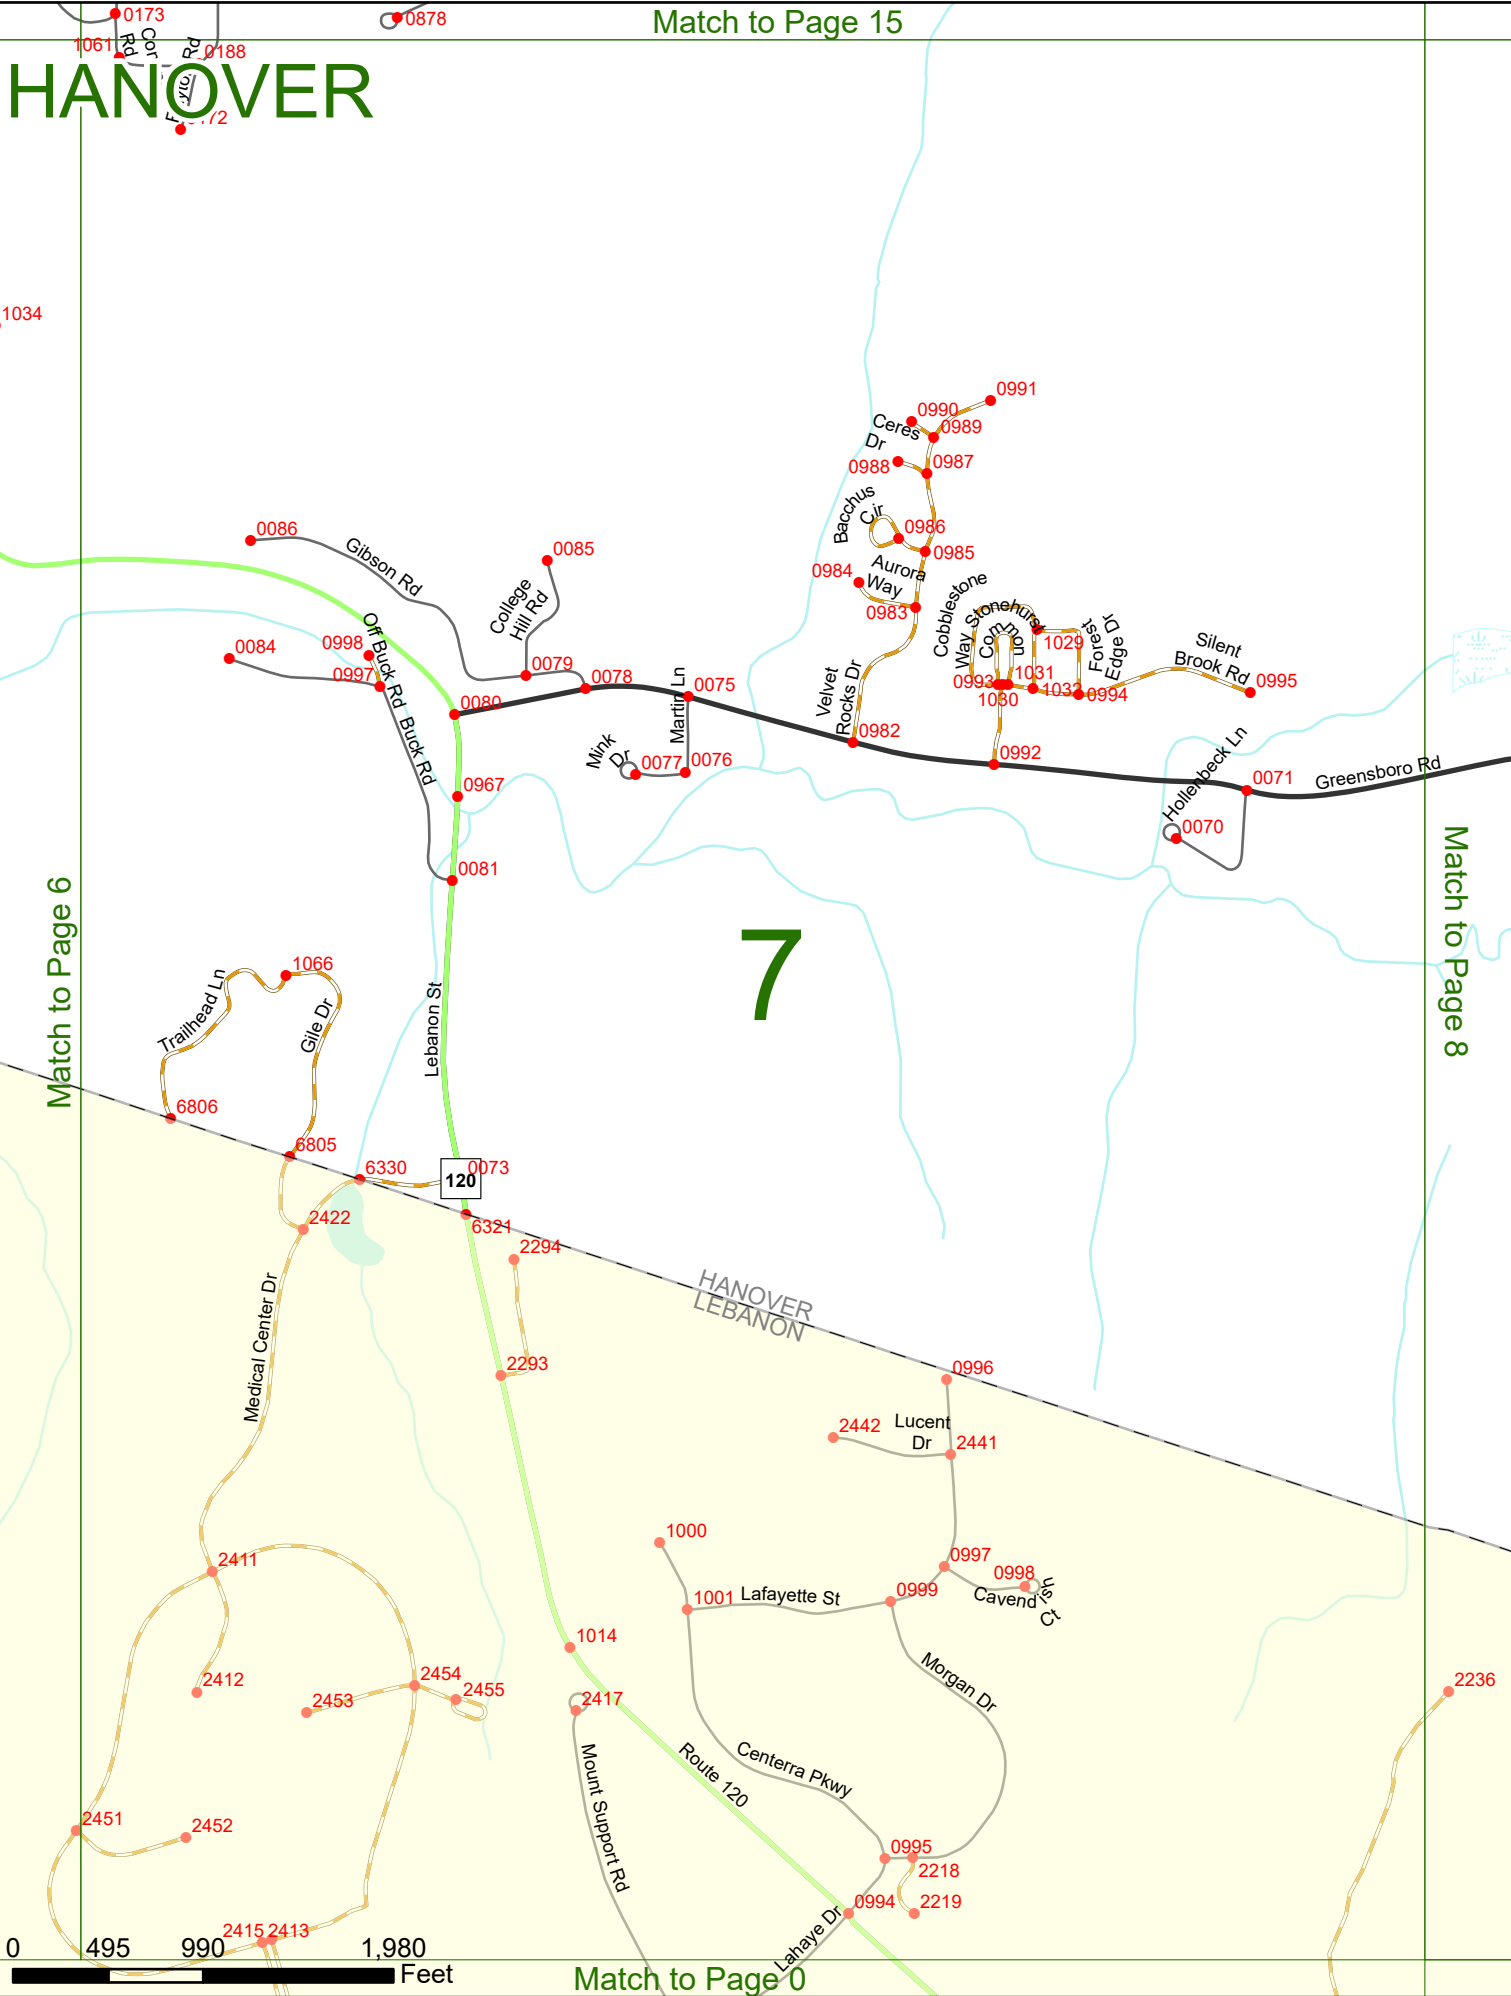 Match to Page 15
0173
0878
1061
Rd
Cor
Rd
0188
HANOVER
1034
0991
0990
Ceres
Dr
0989
0988
0987
Bacchus
Cir
0986
0985
0086
Gibson Rd
0085
College
Hill Rd
0984
Aurora
Way
0983
Cobblestone
Way
Stonehurst
Common
1029
Forest
Edge Dr
Silent
Brook Rd
0995
0998
Off Buck Rd
0084
0997
Buck Rd
0079
0078
0080
Martin Ln
0075
Velvet
Rocks Dr
0982
0993
1031
1030
1032
0994
0992
Mink
Dr
0077
0076
0967
Hollenbeck Ln
0071
Greensboro Rd
0070
0081
Match to Page 6
Match to Page 8
7
1066
Trailhead Ln
Gile Dr
Lebanon St
6806
6805
6330
0073
120
6321
2422
2294
HANOVER
LEBANON
Medical Center Dr
2293
0996
2442
Lucent
Dr
2441
1000
2411
0997
0998
Cavendish Ct
1001
Lafayette St
0999
1014
2412
2453
2454
2455
2417
Morgan Dr
2236
Mount Support Rd
Route 120
Centerra Pkwy
2451
2452
0995
2218
2219
0994
Lahaye Dr
2415
2413
0
495
990
1,980
Feet
Match to Page 0